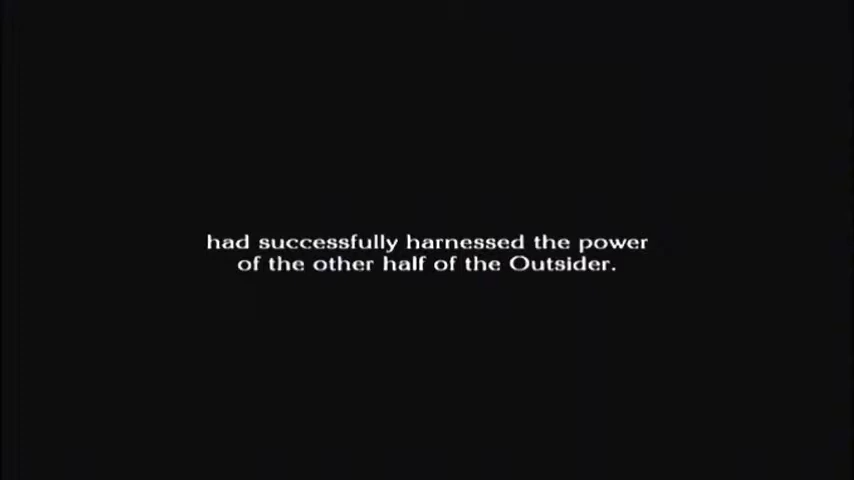 had successfully harnessed the power
of the other half of the Outsider.